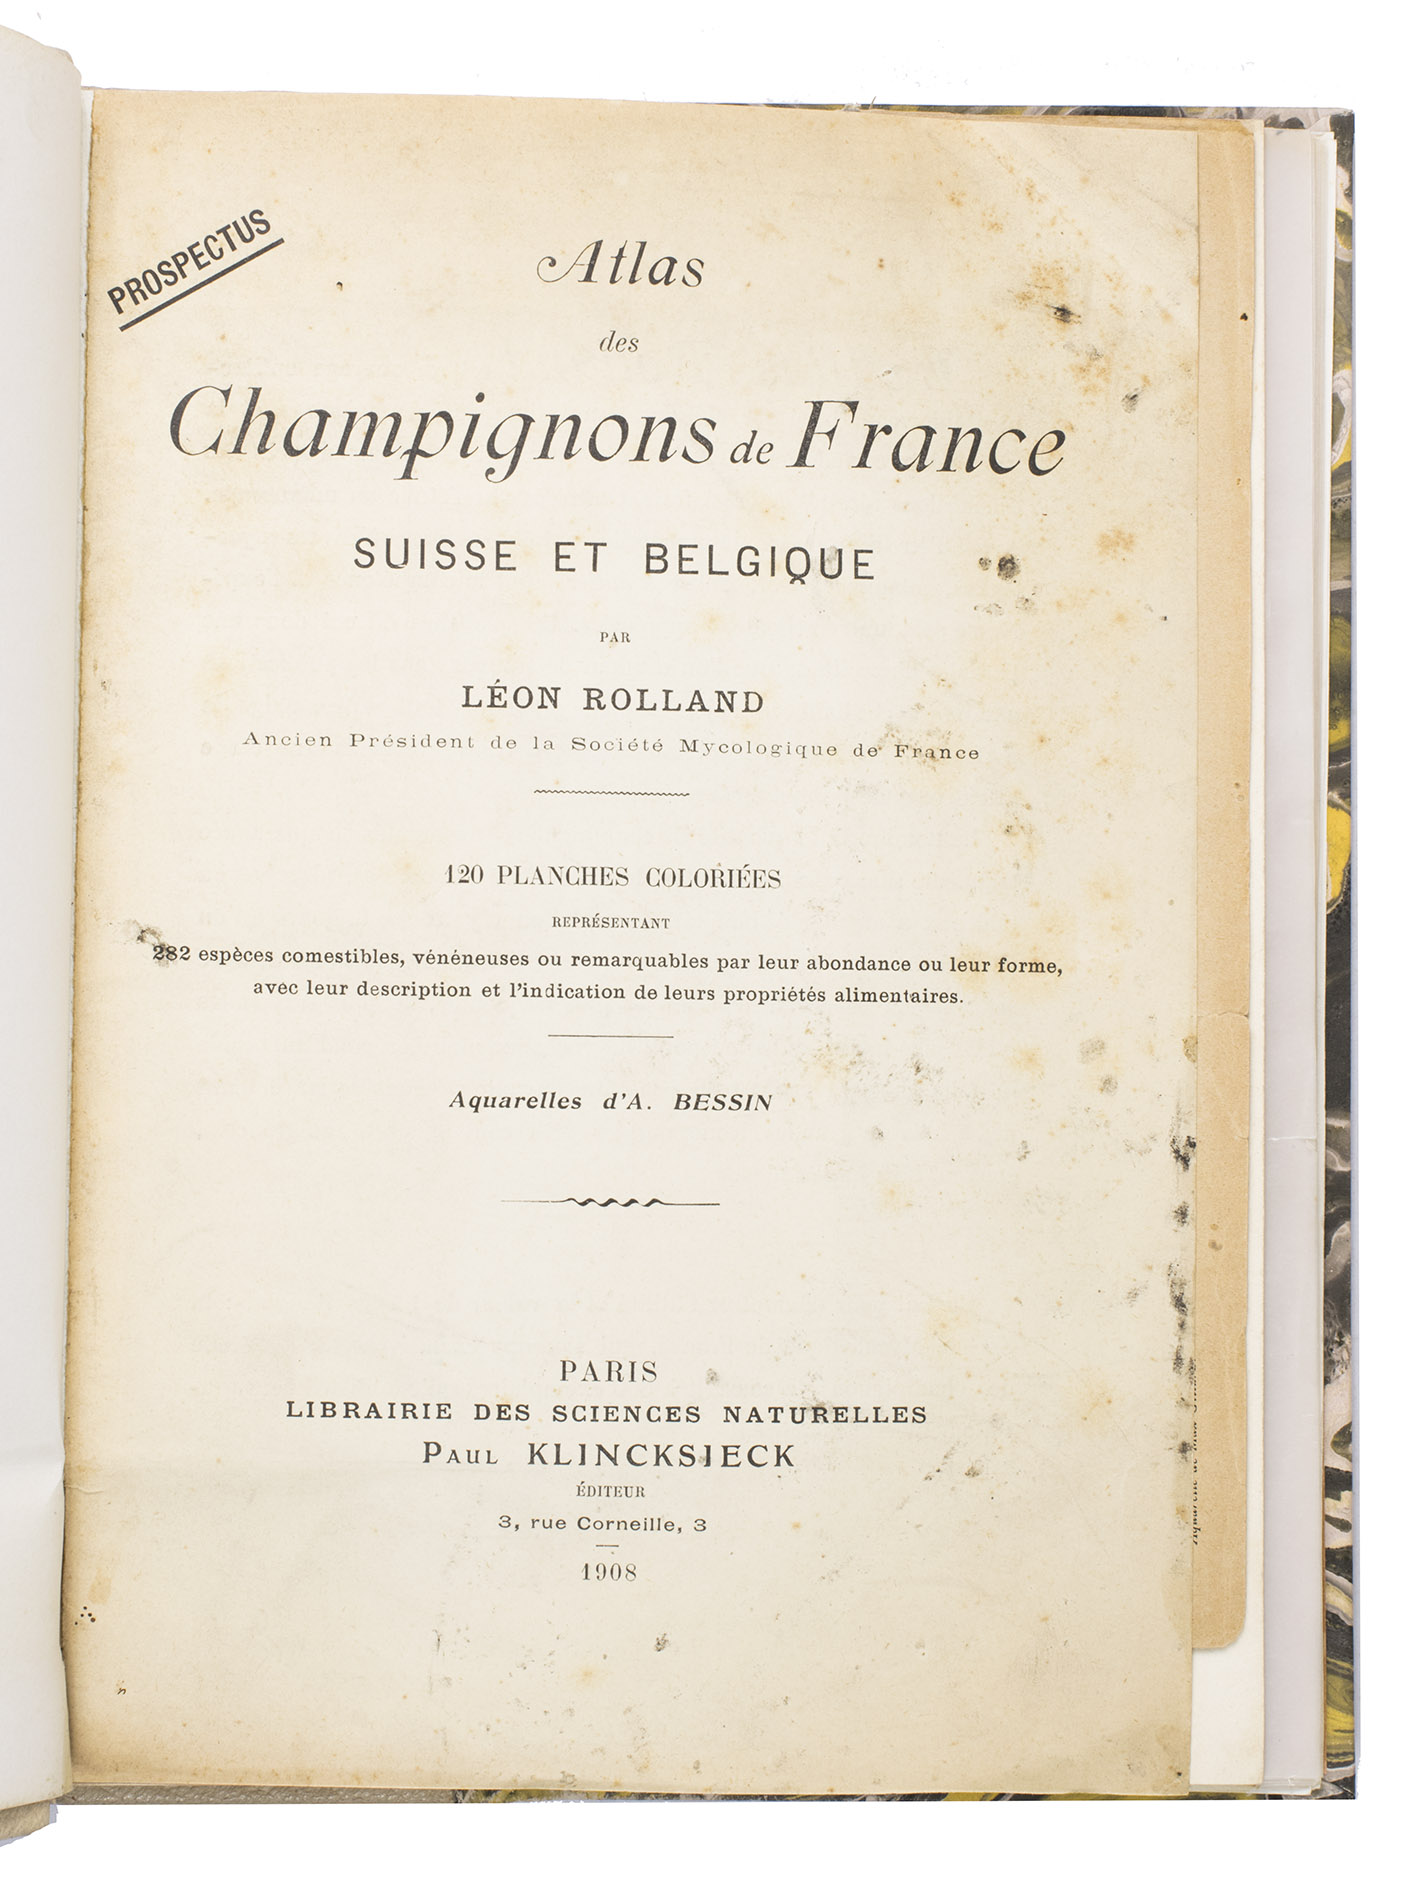 PROSPECTUS
Atlas
des
Champignons de France
SUISSE ET BELGIQUE
PAR
LÉON ROLLAND
Ancien Président de la Société Mycologique de France
120 PLANCHES COLORIÉES
REPRÉSENTANT
282 espèces comestibles, vénéneuses ou remarquables par leur abondance ou leur forme,
avec leur description et l'indication de leurs propriétés alimentaires.
Aquarelles d'A. BESSIN
PARIS
LIBRAIRIE DES SCIENCES NATURELLES
PAUL KLINCKSIECK
ÉDITEUR
3, rue Corneille, 3
1908